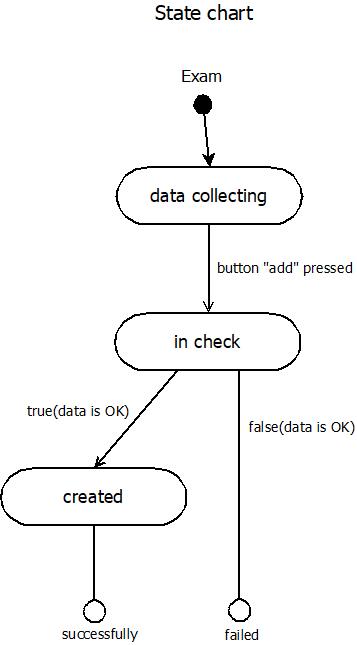 State chart
Exam
data collecting
button "add" pressed
in check
true(data is OK)
false(data is OK)
created
successfully
failed